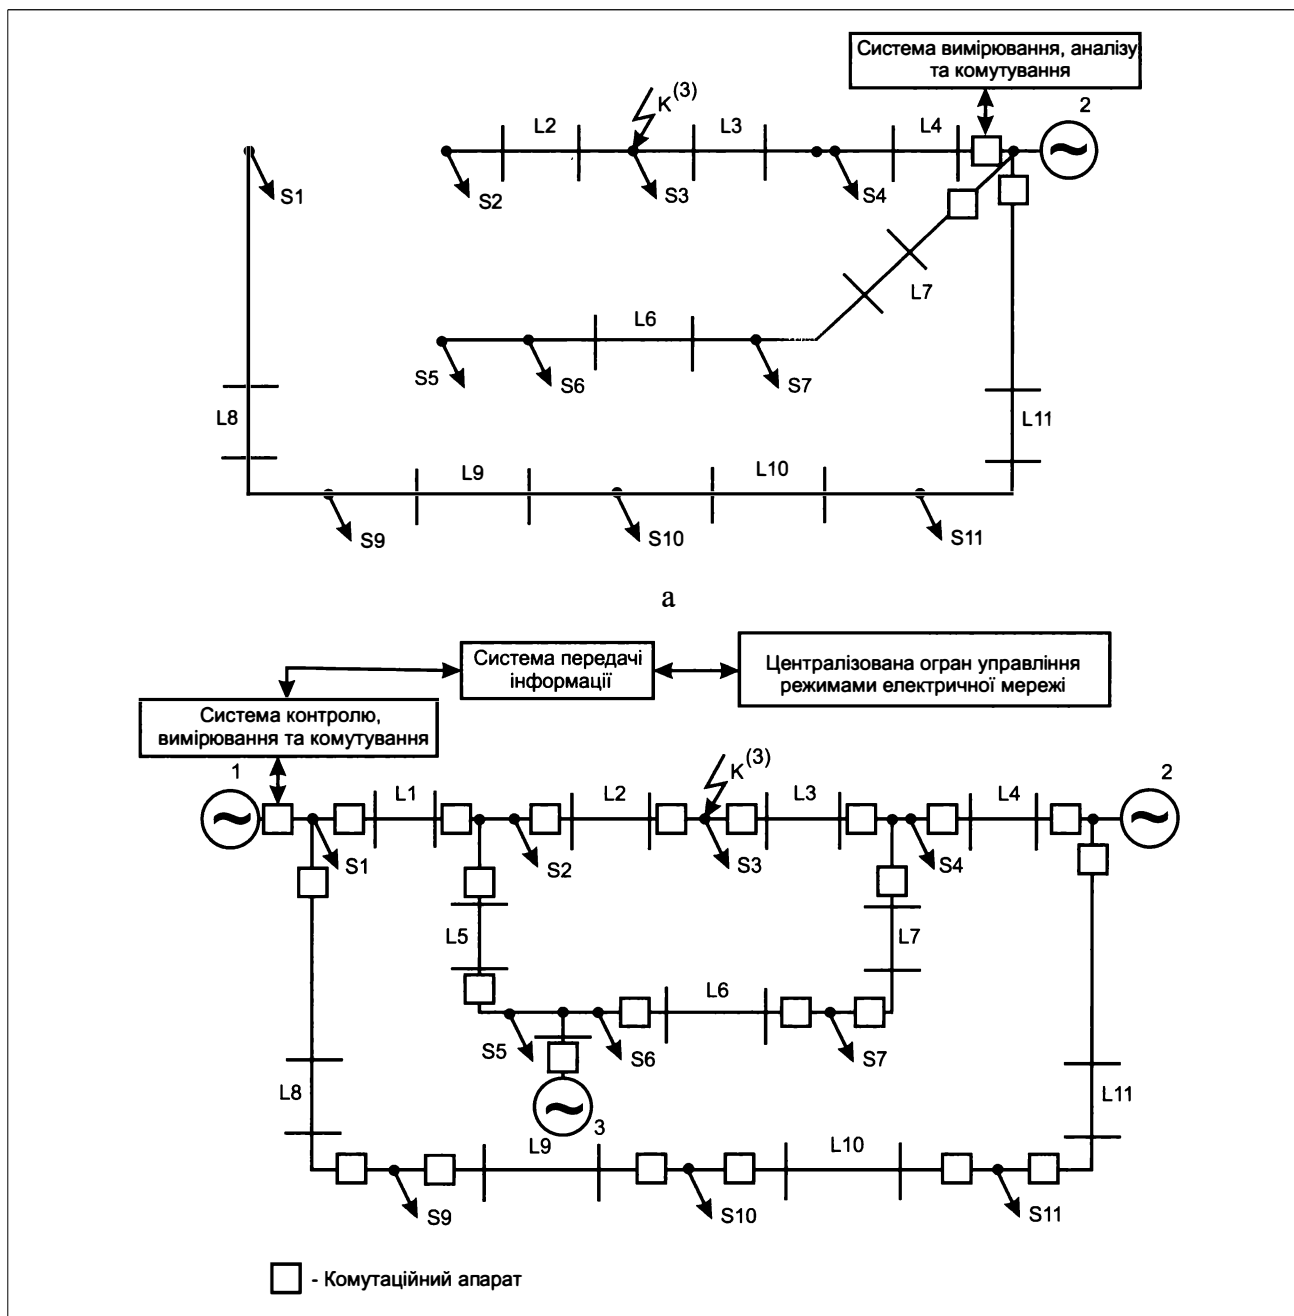 Система вимірювання, аналізу
та комутування
K(3)
2
L2
L3
L4
S1
S2
S3
S4
L7
L6
S5
S6
S7
L8
L11
L9
L10
S9
S10
S11
а
Система передачі
інформації
Централізована огран управління
режимами електричної мережі
Система контролю,
вимірювання та комутування
K(3)
1
2
L1
L2
L3
L4
S1
S2
S3
S4
L5
L7
L6
S5
S6
S7
L8
L11
3
L9
L10
S9
S10
S11
- Комутаційний апарат